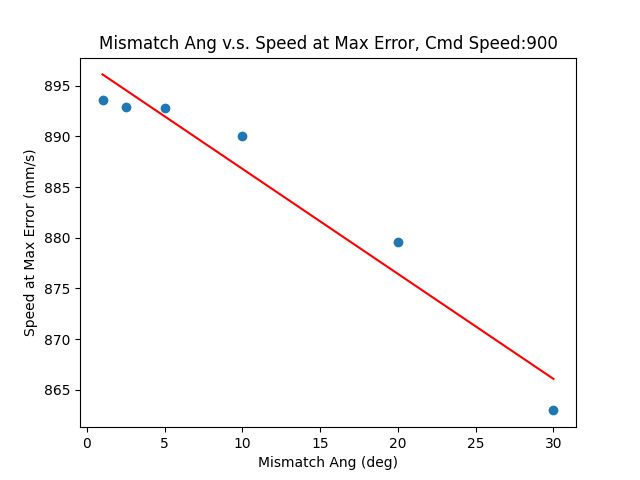 Mismatch Ang v.s. Speed at Max Error, Cmd Speed:900
895
890
885
880
875
870
865
Speed at Max Error (mm/s)
0 5 10 15 20 25 30
Mismatch Ang (deg)